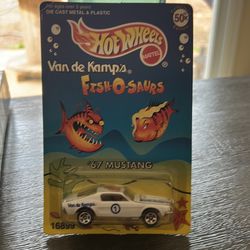 DIE CAST METAL & PLASTIC
50¢
HOT WHEELS
MATTEL
Van de Kamp's®
FISH-O-SAURS
'67 MUSTANG
Van de Kamp's
1
16899